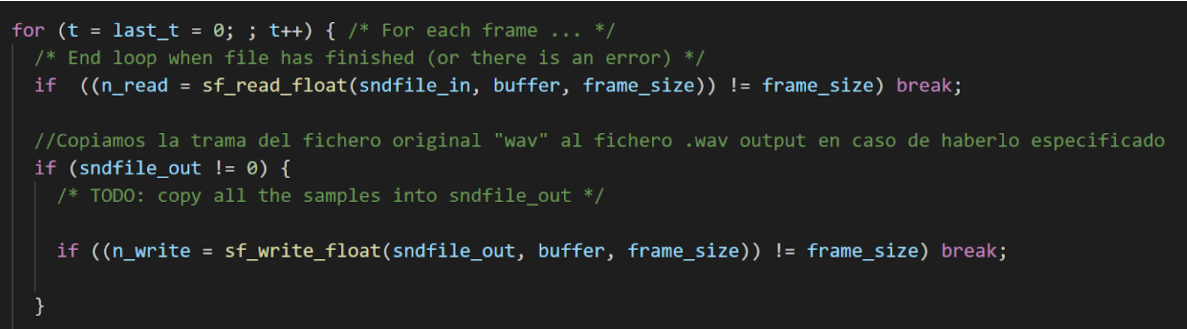 for (t = last_t = 0; ; t++) { /* For each frame ... */
/* End loop when file has finished (or there is an error) */
if  ((n_read = sf_read_float(sndfile_in, buffer, frame_size)) != frame_size) break;
//Copiamos la trama del fichero original "wav" al fichero .wav output en caso de haberlo especificado
if (sndfile_out != 0) {
/* TODO: copy all the samples into sndfile_out */
if ((n_write = sf_write_float(sndfile_out, buffer, frame_size)) != frame_size) break;
}